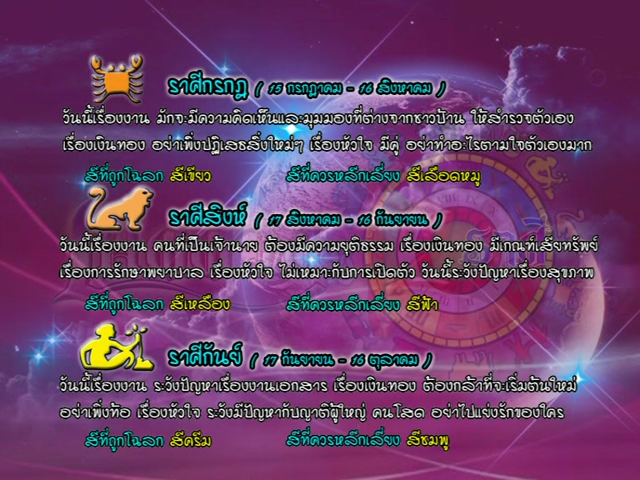 ราศีกรกฎ ( 15 กรกฎาคม - 16 สิงหาคม )
วันนี้เรื่องงาน มักจะมีความคิดเห็นและมุมมองที่ต่างจากชาวบ้าน ให้สำรวจตัวเอง
เรื่องเงินทอง อย่าเพิ่งปฏิเสธสิ่งใหม่ๆ เรื่องหัวใจ มีคู่ อย่าทำอะไรตามใจตัวเองมาก
สีที่ถูกโฉลก สีเขียว สีที่ควรหลีกเลี่ยง สีเลือดหมู
ราศีสิงห์ ( 17 สิงหาคม - 16 กันยายน )
วันนี้เรื่องงาน คนที่เป็นเจ้านาย ต้องมีความยุติธรรม เรื่องเงินทอง มีเกณฑ์เสียทรัพย์
เรื่องการรักษาพยาบาล เรื่องหัวใจ ไม่เหมาะกับการเปิดตัว วันนี้ระวังปัญหาเรื่องสุขภาพ
สีที่ถูกโฉลก สีเหลือง สีที่ควรหลีกเลี่ยง สีฟ้า
ราศีกันย์ ( 17 กันยายน - 16 ตุลาคม )
วันนี้เรื่องงาน ระวังปัญหาเรื่องงานเอกสาร เรื่องเงินทอง ต้องกล้าที่จะเริ่มต้นใหม่
อย่าเพิ่งท้อ เรื่องหัวใจ ระวังมีปัญหากับญาติผู้ใหญ่ คนโสด อย่าไปแย่งรักของใคร
สีที่ถูกโฉลก สีครีม สีที่ควรหลีกเลี่ยง สีชมพู